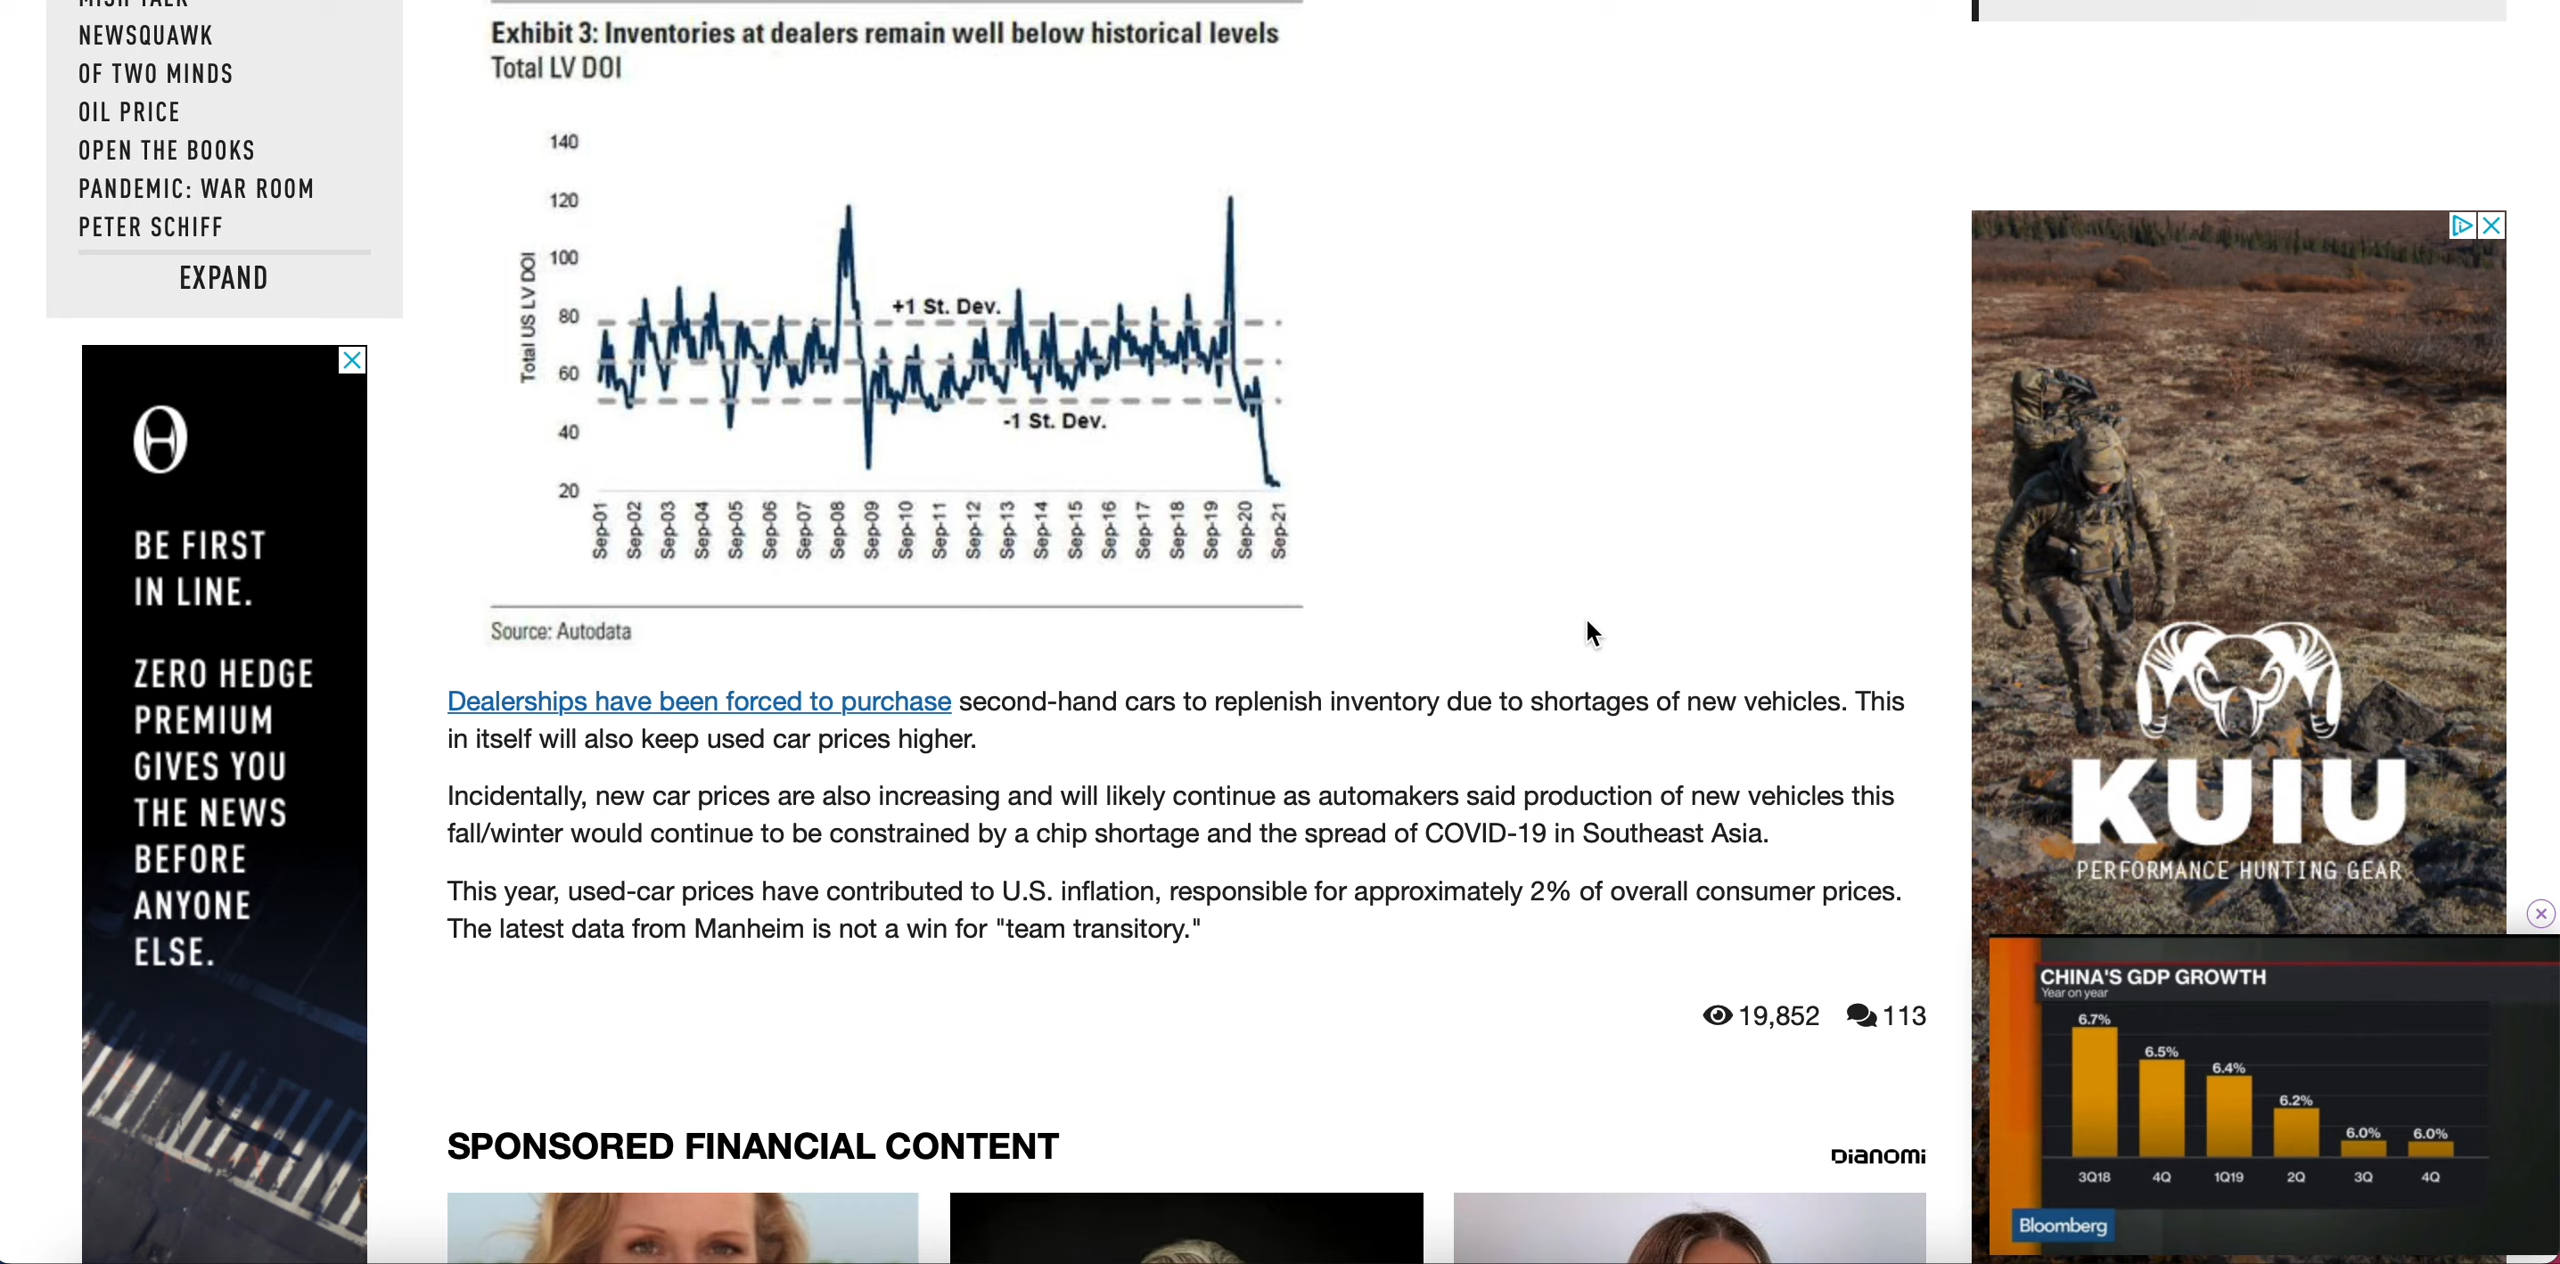 NEWSQUAWK
OF TWO MINDS
OIL PRICE
OPEN THE BOOKS
PANDEMIC: WAR ROOM
PETER SCHIFF
EXPAND
BE FIRST
IN LINE.
ZERO HEDGE
PREMIUM
GIVES YOU
THE NEWS
BEFORE
ANYONE
ELSE.
Exhibit 3: Inventories at dealers remain well below historical levels
Total LV DOI
Total US LV DOI
140
120
100
80
60
40
20
+1 St. Dev.
-1 St. Dev.
Sep-01
Sep-02
Sep-03
Sep-04
Sep-05
Sep-06
Sep-07
Sep-08
Sep-09
Sep-10
Sep-11
Sep-12
Sep-13
Sep-14
Sep-15
Sep-16
Sep-17
Sep-18
Sep-19
Sep-20
Sep-21
Source: Autodata
Dealerships have been forced to purchase second-hand cars to replenish inventory due to shortages of new vehicles. This
in itself will also keep used car prices higher.
Incidentally, new car prices are also increasing and will likely continue as automakers said production of new vehicles this
fall/winter would continue to be constrained by a chip shortage and the spread of COVID-19 in Southeast Asia.
This year, used-car prices have contributed to U.S. inflation, responsible for approximately 2% of overall consumer prices.
The latest data from Manheim is not a win for "team transitory."
19,852 113
SPONSORED FINANCIAL CONTENT
DIANOMI
KUIU
PERFORMANCE HUNTING GEAR
CHINA'S GDP GROWTH
Year on year
6.7%
6.5%
6.4%
6.2%
6.0%
6.0%
3Q18
4Q
1Q19
2Q
3Q
4Q
Bloomberg